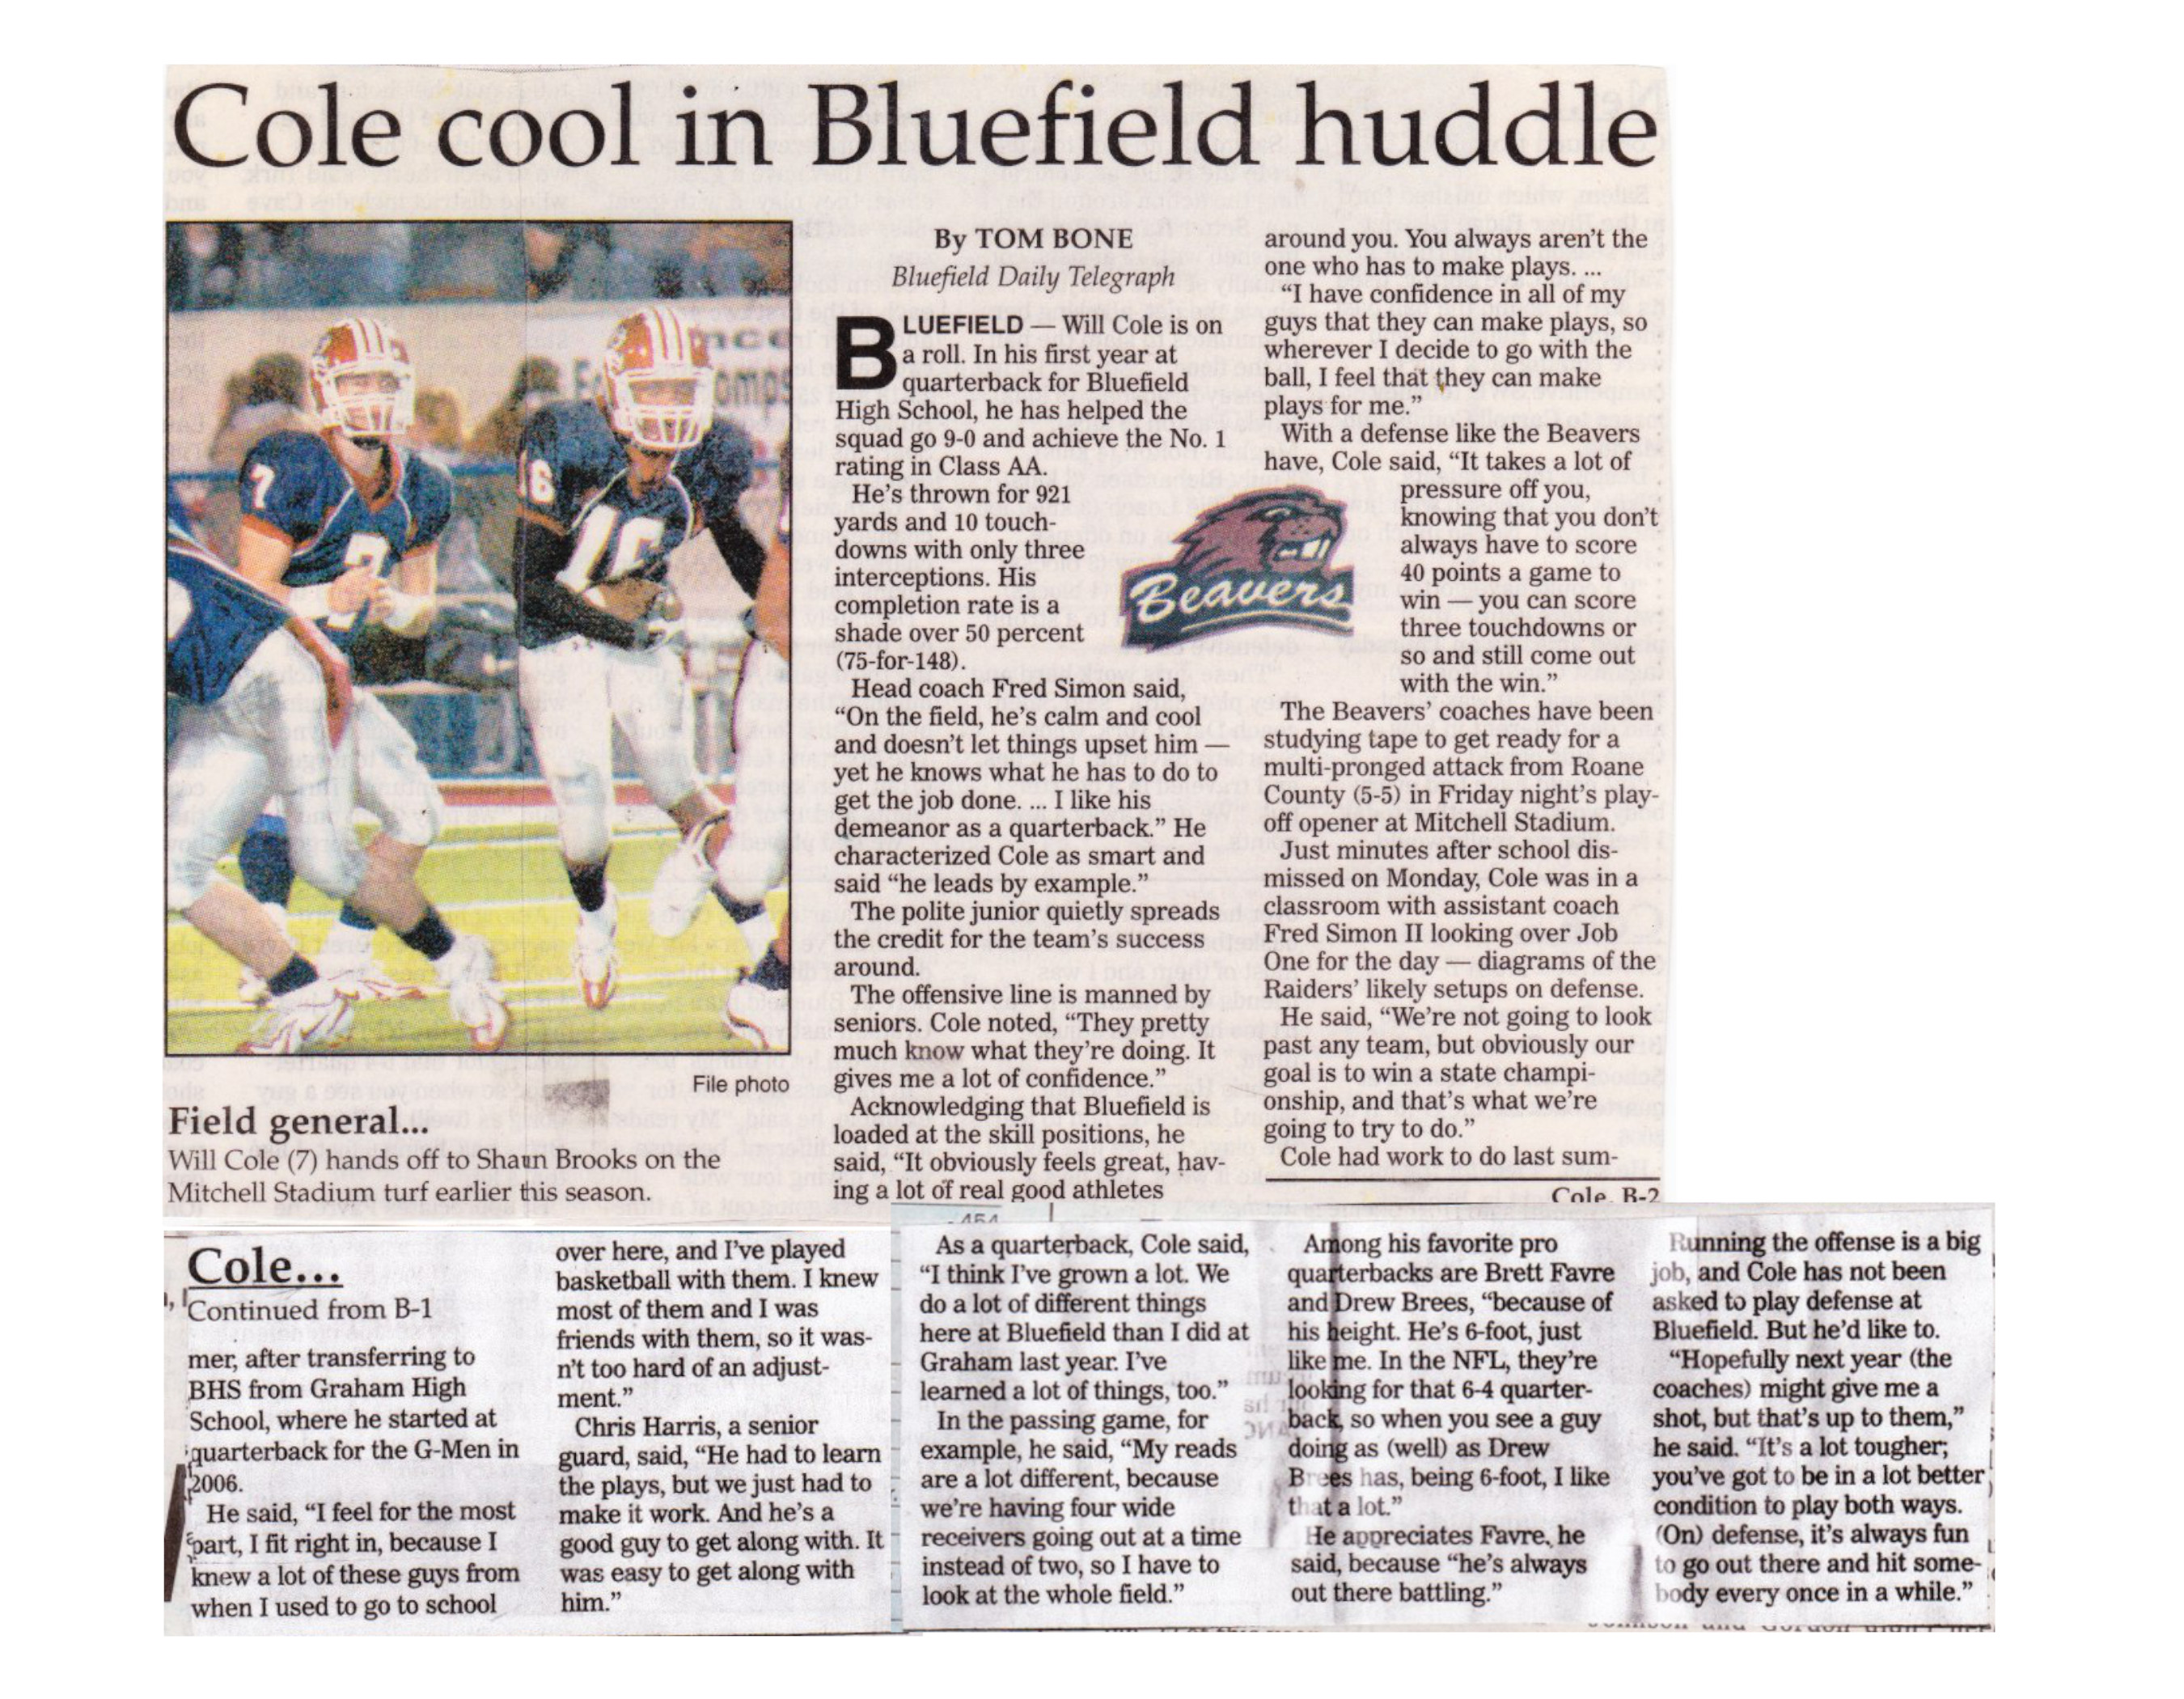 Cole cool in Bluefield huddle
7
7
6
16
File photo
Field general...
Will Cole (7) hands off to Shaun Brooks on the
Mitchell Stadium turf earlier this season.
By TOM BONE
Bluefield Daily Telegraph
BLUEFIELD — Will Cole is on
a roll. In his first year at
quarterback for Bluefield
High School, he has helped the
squad go 9-0 and achieve the No. 1
rating in Class AA.
He's thrown for 921
yards and 10 touch-
downs with only three
interceptions. His
completion rate is a
shade over 50 percent
(75-for-148).
Head coach Fred Simon said,
“On the field, he's calm and cool
and doesn't let things upset him —
yet he knows what he has to do to
get the job done. ... I like his
demeanor as a quarterback.” He
characterized Cole as smart and
said “he leads by example.”
The polite junior quietly spreads
the credit for the team's success
around.
The offensive line is manned by
seniors. Cole noted, “They pretty
much know what they're doing. It
gives me a lot of confidence.”
Acknowledging that Bluefield is
loaded at the skill positions, he
said, “It obviously feels great, hav-
ing a lot of real good athletes
Beavers
around you. You always aren't the
one who has to make plays. ...
“I have confidence in all of my
guys that they can make plays, so
wherever I decide to go with the
ball, I feel that they can make
plays for me.”
With a defense like the Beavers
have, Cole said, “It takes a lot of
pressure off you,
knowing that you don't
always have to score
40 points a game to
win — you can score
three touchdowns or
so and still come out
with the win.”
The Beavers' coaches have been
studying tape to get ready for a
multi-pronged attack from Roane
County (5-5) in Friday night's play-
off opener at Mitchell Stadium.
Just minutes after school dis-
missed on Monday, Cole was in a
classroom with assistant coach
Fred Simon II looking over Job
One for the day — diagrams of the
Raiders' likely setups on defense.
He said, “We're not going to look
past any team, but obviously our
goal is to win a state champi-
onship, and that's what we're
going to try to do.”
Cole had work to do last sum-
Cole, B-2
Cole...
Continued from B-1
mer, after transferring to
BHS from Graham High
School, where he started at
quarterback for the G-Men in
2006.
He said, “I feel for the most
part, I fit right in, because I
knew a lot of these guys from
when I used to go to school
over here, and I've played
basketball with them. I knew
most of them and I was
friends with them, so it was-
n't too hard of an adjust-
ment.”
Chris Harris, a senior
guard, said, “He had to learn
the plays, but we just had to
make it work. And he's a
good guy to get along with. It
was easy to get along with
him.”
As a quarterback, Cole said,
“I think I've grown a lot. We
do a lot of different things
here at Bluefield than I did at
Graham last year. I've
learned a lot of things, too.”
In the passing game, for
example, he said, “My reads
are a lot different, because
we're having four wide
receivers going out at a time
instead of two, so I have to
look at the whole field.”
Among his favorite pro
quarterbacks are Brett Favre
and Drew Brees, “because of
his height. He's 6-foot, just
like me. In the NFL, they're
looking for that 6-4 quarter-
back, so when you see a guy
doing as (well) as Drew
Brees has, being 6-foot, I like
that a lot.”
He appreciates Favre, he
said, because “he's always
out there battling.”
Running the offense is a big
job, and Cole has not been
asked to play defense at
Bluefield. But he'd like to.
“Hopefully next year (the
coaches) might give me a
shot, but that's up to them,”
he said. “It's a lot tougher;
you've got to be in a lot better
condition to play both ways.
(On) defense, it's always fun
to go out there and hit some-
body every once in a while.”